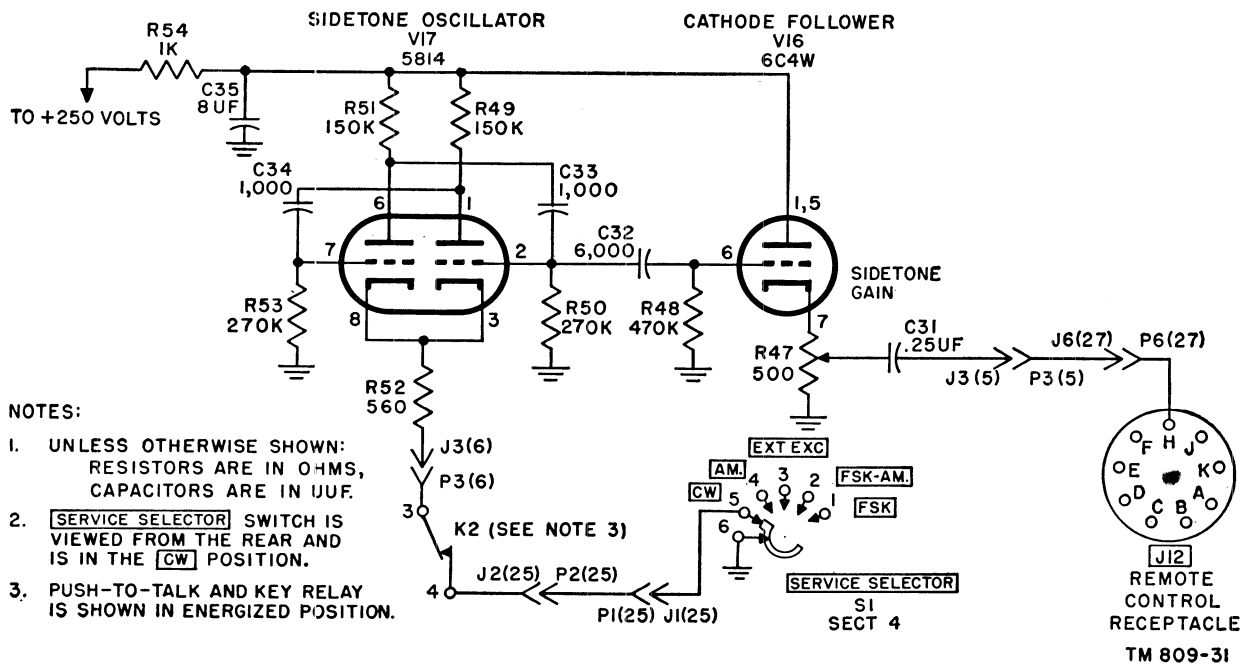 SIDETONE OSCILLATOR
V17
5814
CATHODE FOLLOWER
V16
6C4W
R54
1K
TO +250 VOLTS
C35
8UF
R51
150K
R49
150K
C34
1,000
C33
1,000
6
1
7
2
8
3
C32
6,000
1,5
6
7
R53
270K
R50
270K
R48
470K
SIDETONE
GAIN
R47
500
C31
.25UF
J3(5)
P3(5)
J6(27)
P6(27)
R52
560
J3(6)
P3(6)
3
K2 (SEE NOTE 3)
4
J2(25)
P2(25)
P1(25)
J1(25)
EXT EXC
AM.
CW
FSK-AM.
FSK
6
5
4
3
2
1
SERVICE SELECTOR
S1
SECT 4
F
H
J
E
K
D
A
C
B
J12
REMOTE
CONTROL
RECEPTACLE
NOTES:
1. UNLESS OTHERWISE SHOWN:
RESISTORS ARE IN OHMS,
CAPACITORS ARE IN UUF.
2. SERVICE SELECTOR SWITCH IS
VIEWED FROM THE REAR AND
IS IN THE CW POSITION.
3. PUSH-TO-TALK AND KEY RELAY
IS SHOWN IN ENERGIZED POSITION.
TM 809-31